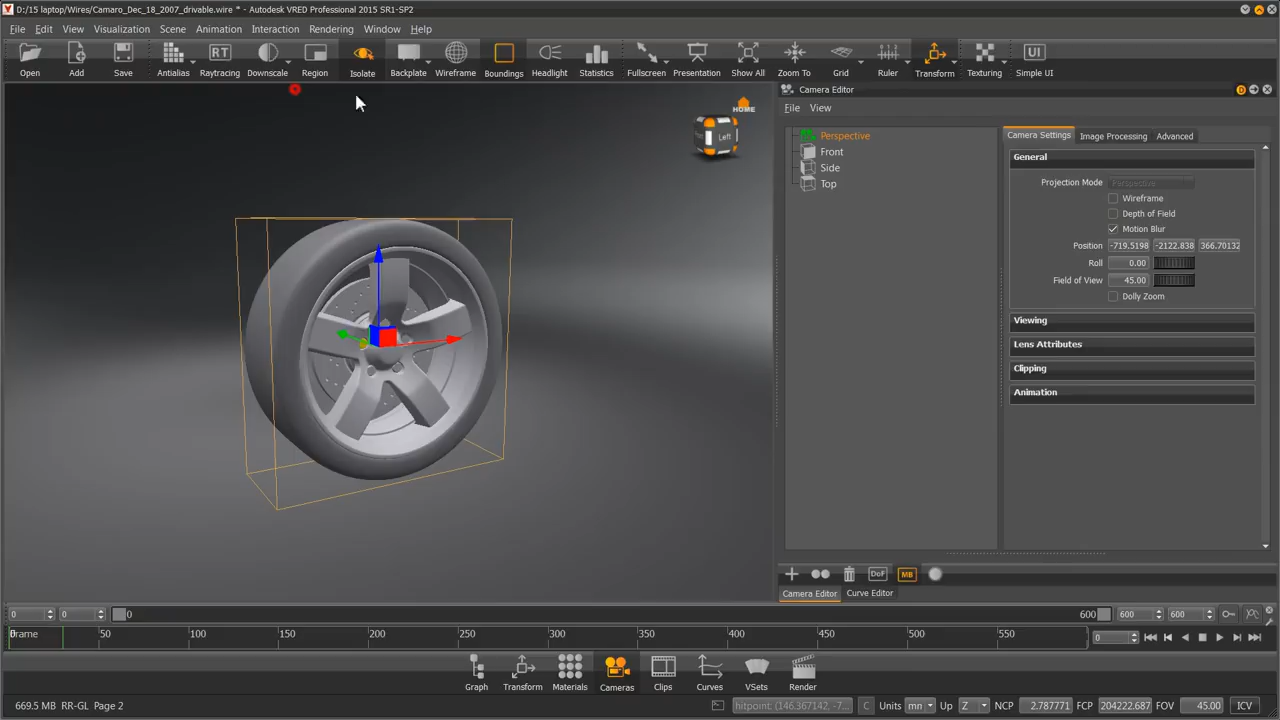 D:/15 laptop/Wires/Camaro_Dec_18_2007_drivable.wire * - Autodesk VRED Professional 2015 SR1-SP2
File Edit View Visualization Scene Animation Interaction Rendering Window Help
Open Add Save Antialias Raytracing Downscale Region Isolate Backplate Wireframe Boundings Headlight Statistics Fullscreen Presentation Show All Zoom To Grid Ruler Transform Texturing Simple UI
RT UI
Camera Editor
File View
HOME
Left
Perspective
Front
Side
Top
Camera Settings Image Processing Advanced
General
Projection Mode Perspective
Wireframe
Depth of Field
Motion Blur
Position -719.5198 -2122.838 366.70132
Roll 0.00
Field of View 45.00
Dolly Zoom
Viewing
Lens Attributes
Clipping
Animation
DoF MB
Camera Editor Curve Editor
0 0 0 600 600 600
Frame 50 100 150 200 250 300 350 400 450 500 550 0
Graph Transform Materials Cameras Clips Curves VSets Render
669.5 MB RR-GL Page 2
hitpoint: (146.367142, -7... C Units mm Up Z NCP 2.787771 FCP 204222.687 FOV 45.00 ICV